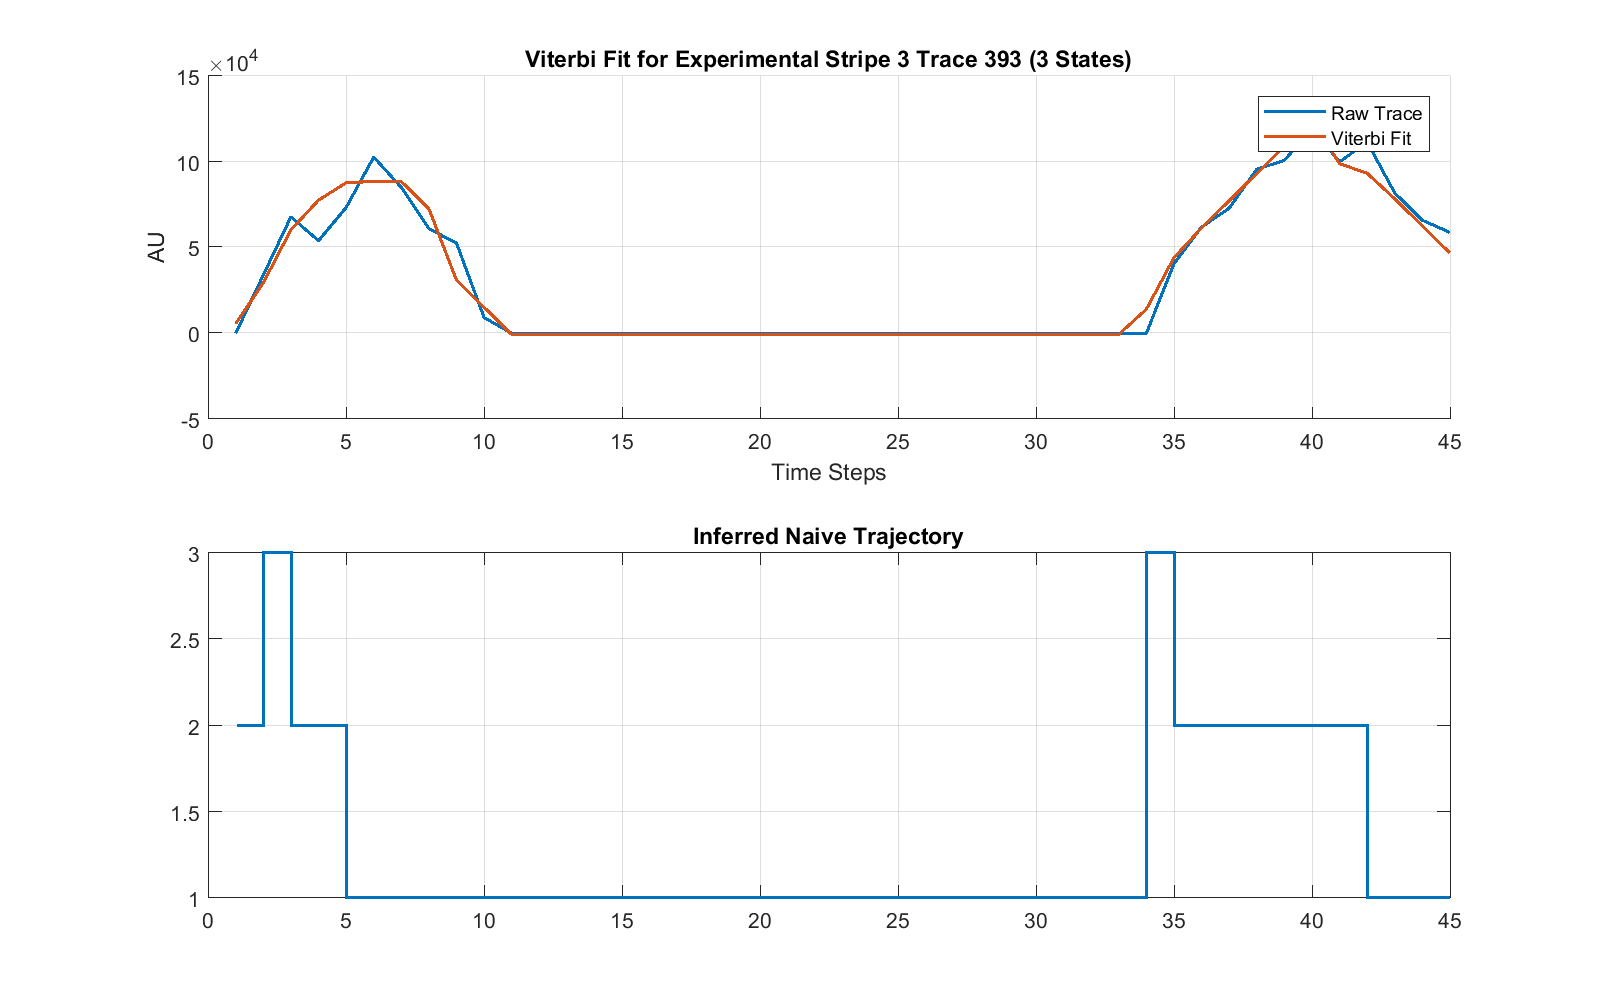 Viterbi Fit for Experimental Stripe 3 Trace 393 (3 States)
×10⁴
15
10
5
0
-5
AU
Raw Trace
Viterbi Fit
0 5 10 15 20 25 30 35 40 45
Time Steps
Inferred Naive Trajectory
3
2.5
2
1.5
1
0 5 10 15 20 25 30 35 40 45